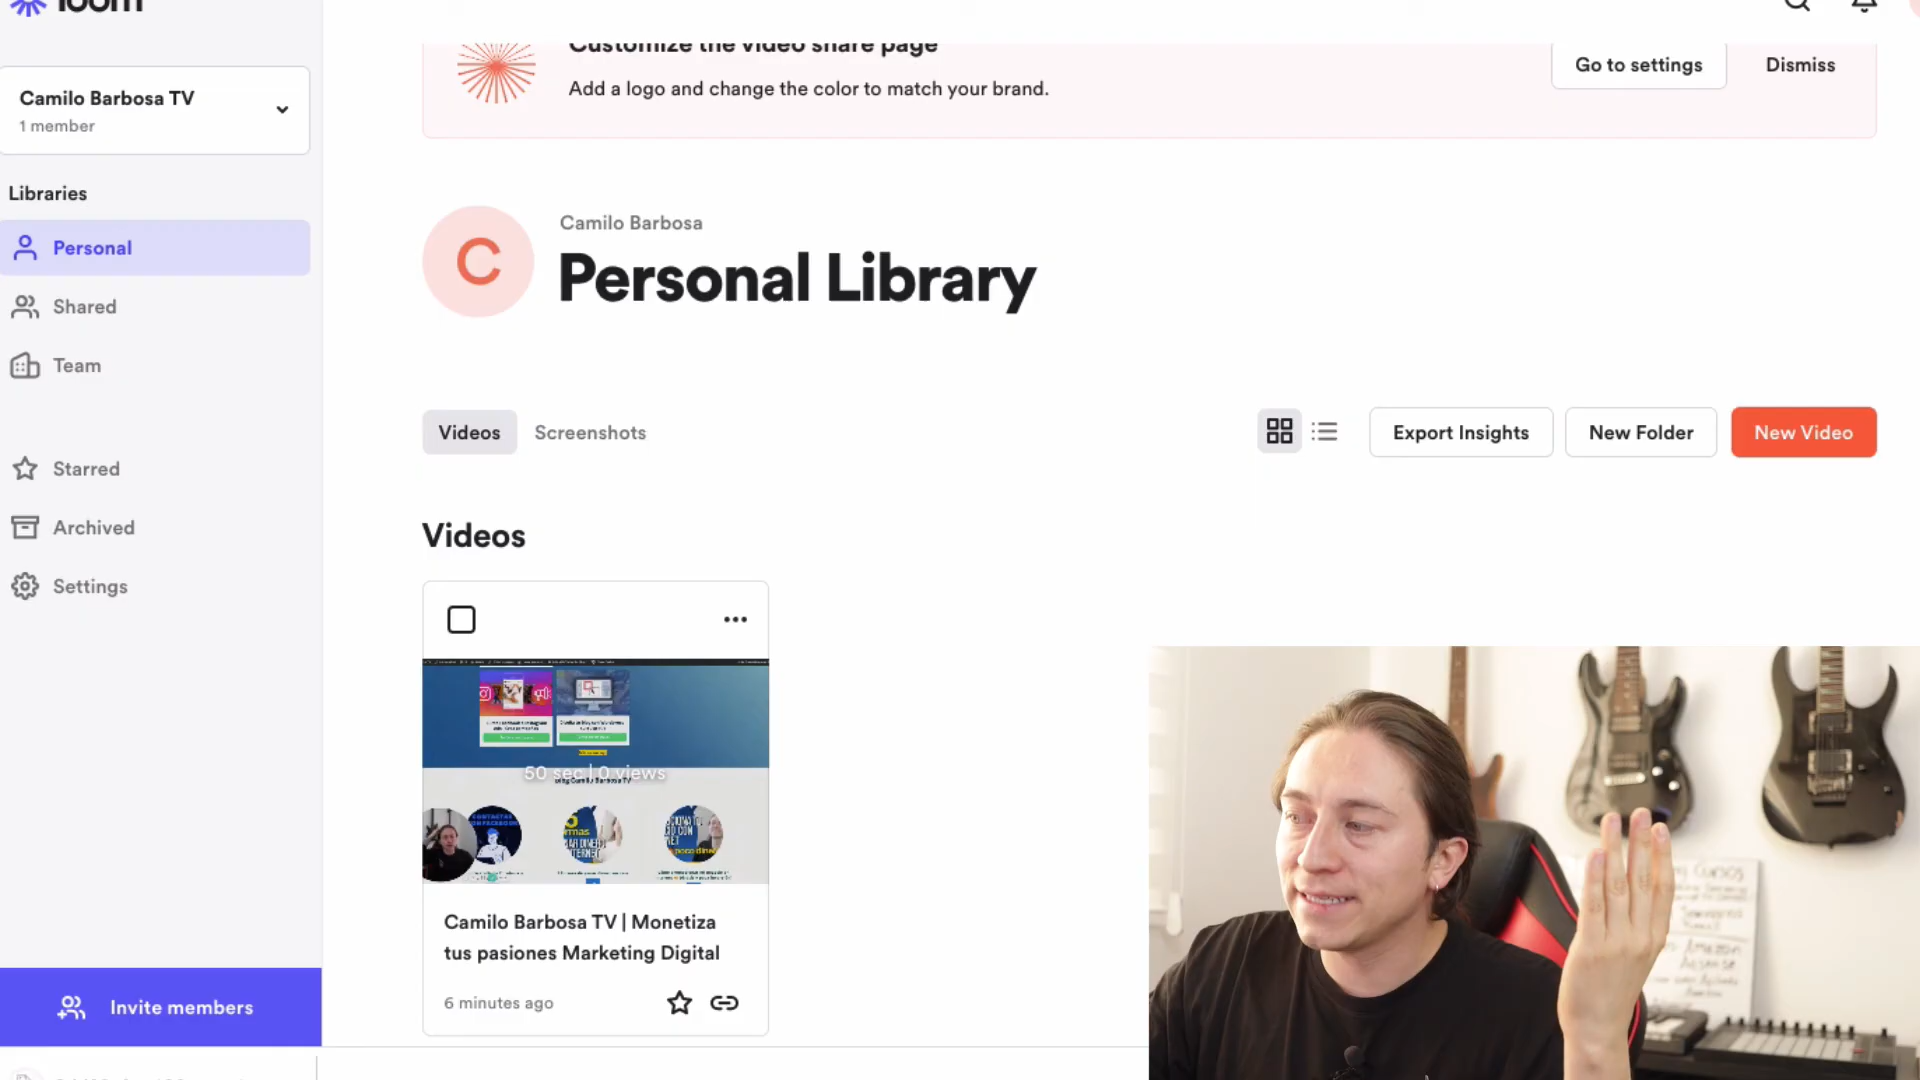 loom
Customize the video share page
Add a logo and change the color to match your brand.
Go to settings
Dismiss
Camilo Barbosa TV
1 member
Libraries
Personal
Shared
Team
Starred
Archived
Settings
Invite members
C
Camilo Barbosa
Personal Library
Videos
Screenshots
Export Insights
New Folder
New Video
Videos
50 sec | 0 views
Camilo Barbosa TV | Monetiza
tus pasiones Marketing Digital
6 minutes ago